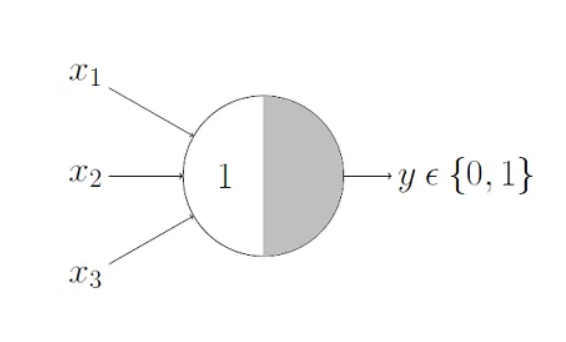 x₁
x₂
1
y ϵ {0, 1}
x₃